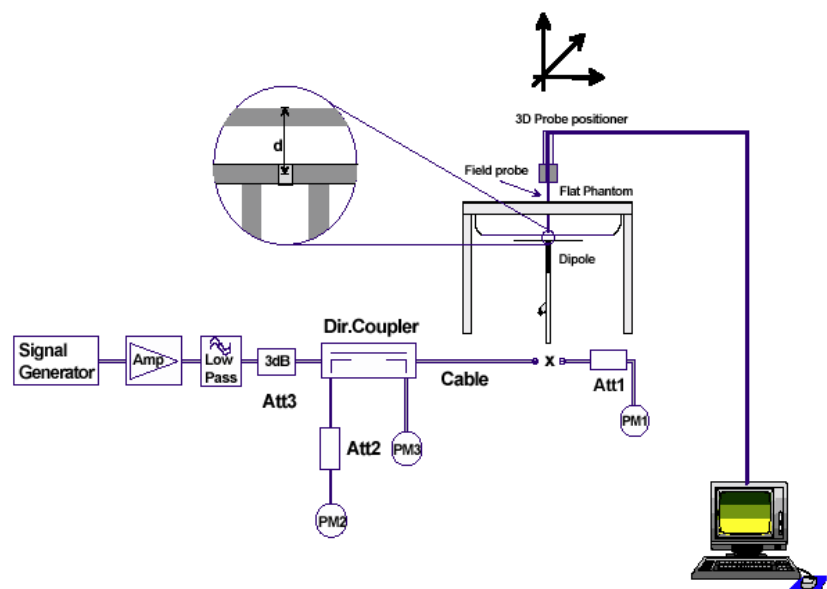 3D Probe positioner
d
Field probe
Flat Phantom
Dipole
Dir.Coupler
Signal
Generator
Amp
Low
Pass
3dB
Cable
x
Att1
Att3
PM1
Att2
PM3
PM2